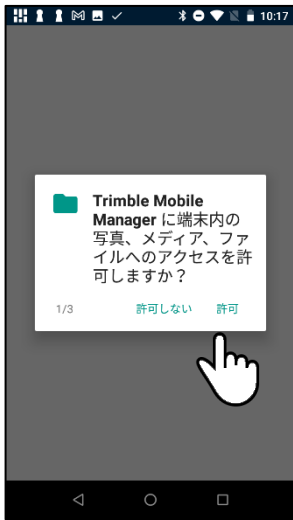 10:17
Trimble Mobile
Manager に端末内の
写真、メディア、ファ
イルへのアクセスを許
可しますか？
1/3 許可しない 許可